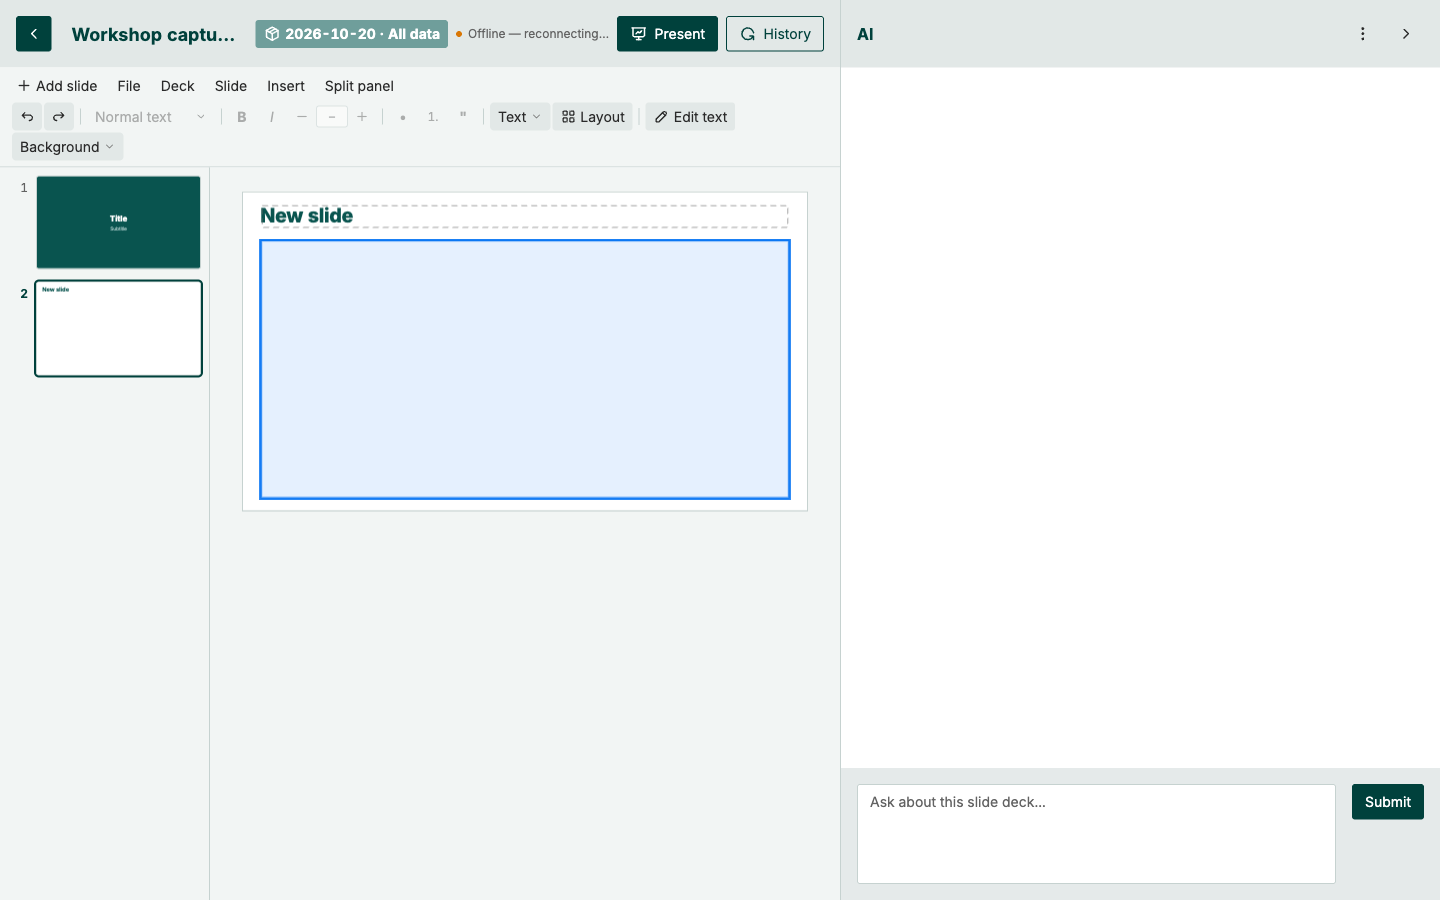 Workshop captu...
2026-10-20 · All data
Offline — reconnecting...
Present
History
AI
Add slide
File
Deck
Slide
Insert
Split panel
Normal text
B
I
–
1.
"
Text
Layout
Edit text
Background
1
Title
Subtitle
2
New slide
New slide
Ask about this slide deck...
Submit